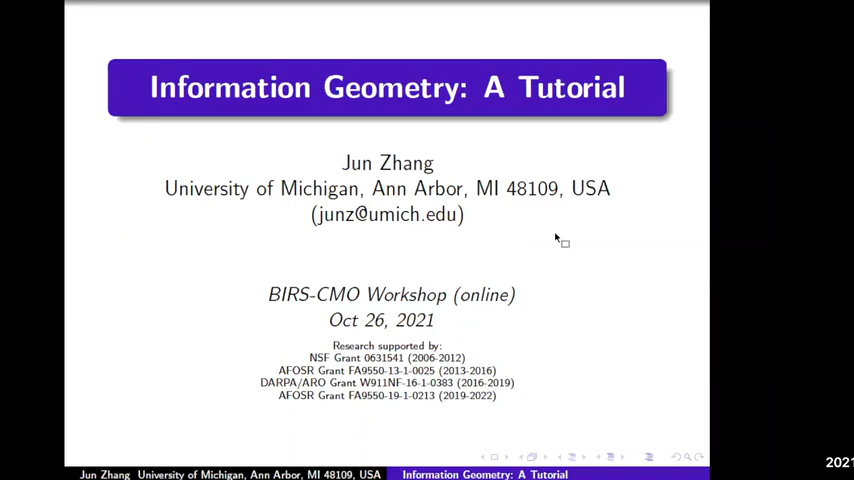 Information Geometry: A Tutorial
Jun Zhang
University of Michigan, Ann Arbor, MI 48109, USA
(junz@umich.edu)
BIRS-CMO Workshop (online)
Oct 26, 2021
Research supported by:
NSF Grant 0631541 (2006-2012)
AFOSR Grant FA9550-13-1-0025 (2013-2016)
DARPA/ARO Grant W911NF-16-1-0383 (2016-2019)
AFOSR Grant FA9550-19-1-0213 (2019-2022)
2021
Jun Zhang University of Michigan, Ann Arbor, MI 48109, USA
Information Geometry: A Tutorial